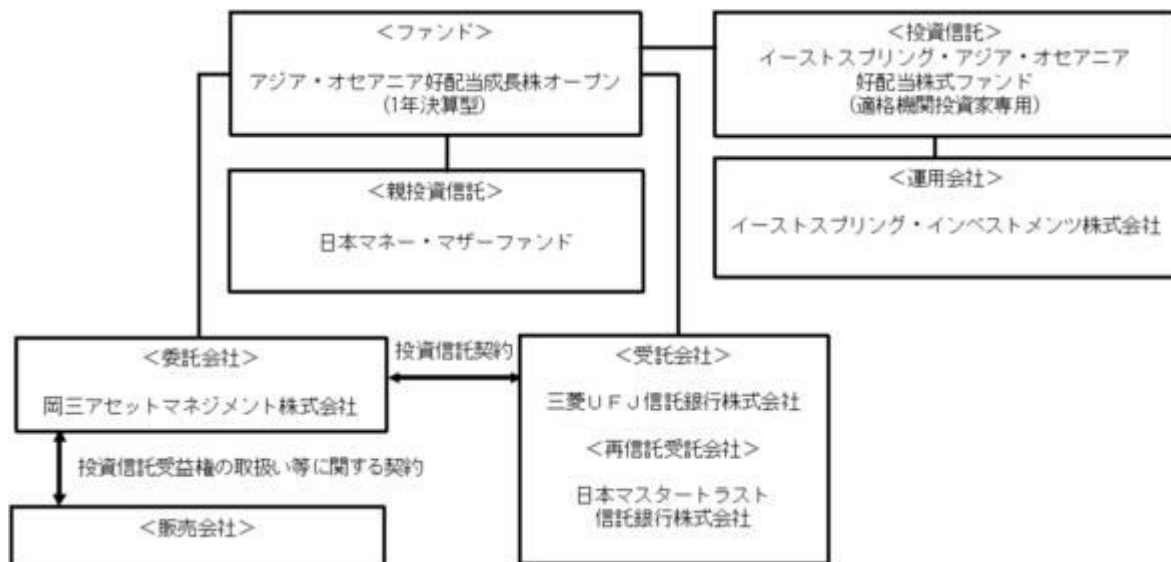 ＜ファンド＞
アジア・オセアニア好配当成長株オープン
(1年決算型)
＜投資信託＞
イーストスプリング・アジア・オセアニア
好配当株式ファンド
(適格機関投資家専用)
＜親投資信託＞
日本マネー・マザーファンド
＜運用会社＞
イーストスプリング・インベストメンツ株式会社
＜委託会社＞
岡三アセットマネジメント株式会社
投資信託契約
＜受託会社＞
三菱ＵＦＪ信託銀行株式会社
＜再信託受託会社＞
日本マスタートラスト
信託銀行株式会社
投資信託受益権の取扱い等に関する契約
＜販売会社＞